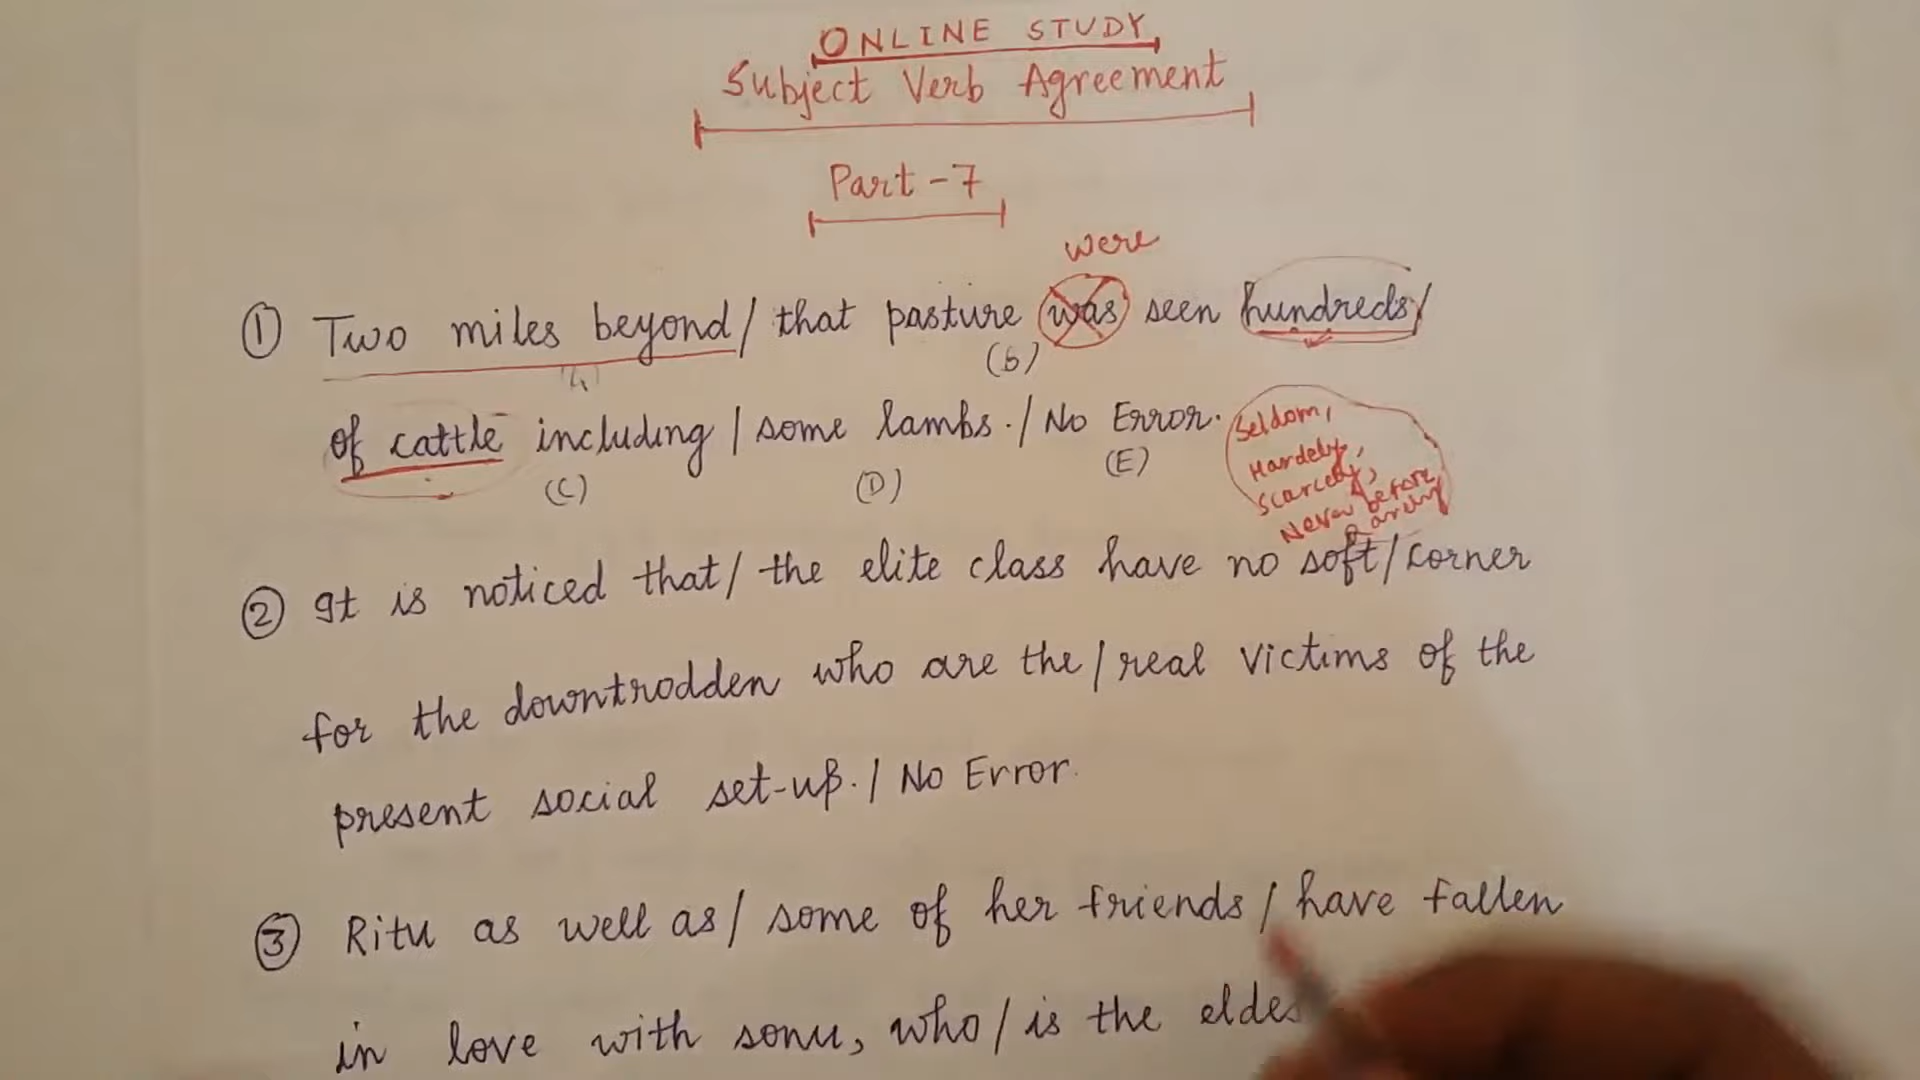 ONLINE STUDY
Subject Verb Agreement
Part-7
were
① Two miles beyond/ that pasture was seen hundreds/
(B)
of cattle including / some lambs. / No Error.
(C) (D) (E)
Seldom,
Hardely,
Scarcely,
Never before
② It is noticed that/ the elite class have no soft/corner
for the downtrodden who are the/ real victims of the
present social set-up. / No Error.
③ Ritu as well as/ some of her friends / have fallen
in love with sonu, who/ is the eldes